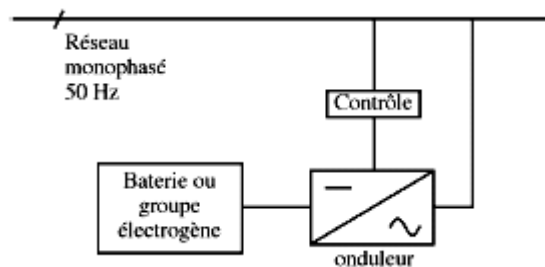 Réseau
monophasé
50 Hz
Contrôle
Baterie ou
groupe
électrogène
onduleur